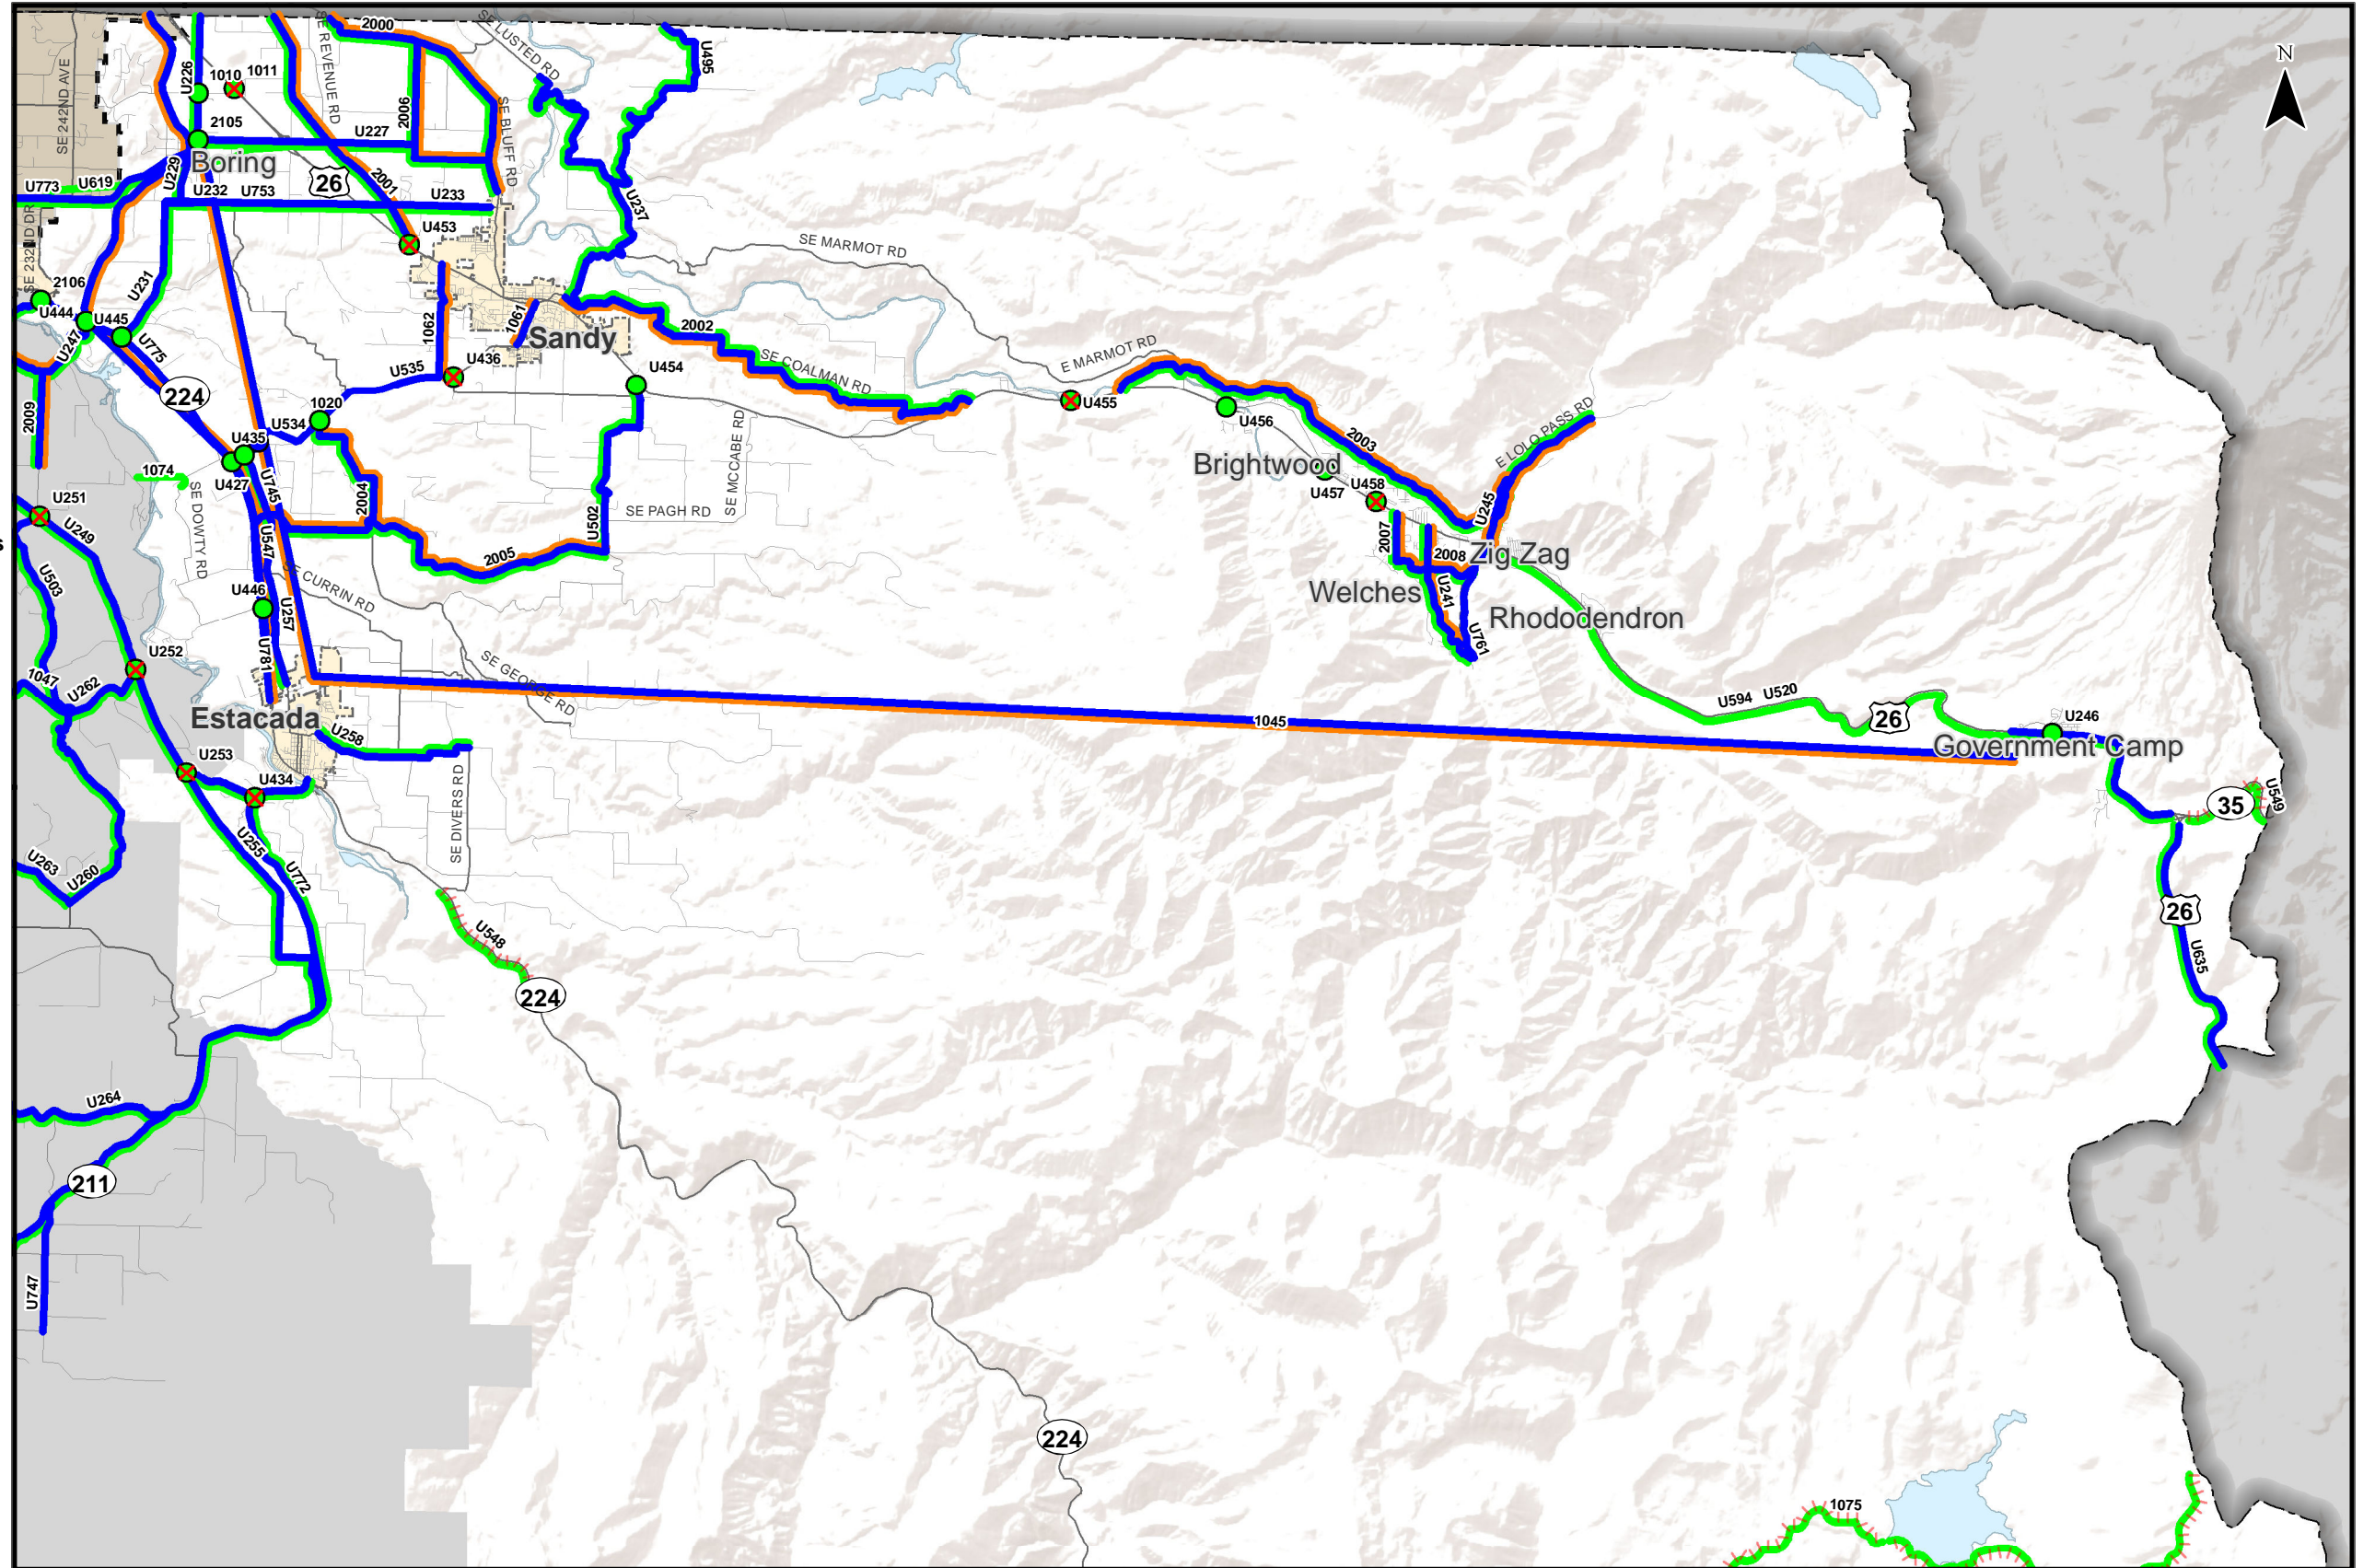 2000
SE LUSTED RD
SE REVENUE RD
U495
N
SE 242ND AVE
U226
1010
1011
2006
SE BLUFF RD
2105
U227
Boring
U229
26
2001
U773
U619
U232
U753
U233
U237
SE 232ND DR
U453
SE MARMOT RD
2106
U231
U444
U445
U247
U775
1062
1061
Sandy
2002
E MARMOT RD
SE COALMAN RD
U436
U535
U454
224
1020
U455
U456
2009
U534
U435
SE MCCABE RD
2003
E LOLO PASS RD
Brightwood
1074
U427
U745
2004
U457
U458
U245
U251
SE DOWTY RD
U502
SE PAGH RD
U249
U547
2005
2007
2008
Zig Zag
U503
SE CURRIN RD
U446
U257
Welches
U241
Rhododendron
U761
U252
U781
1047
U262
SE GEORGE RD
U594
U520
Estacada
1045
26
U246
U258
Government Camp
U253
U434
SE DIVERS RD
35
U549
U255
U263
U260
U772
26
U548
U635
224
U264
211
U747
224
1075